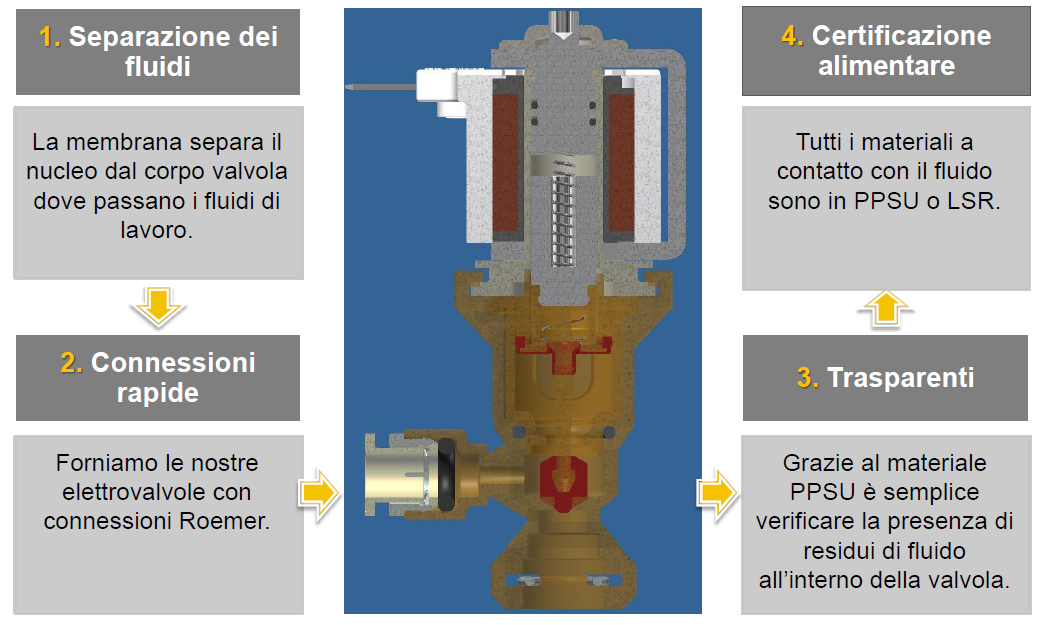 1. Separazione dei
fluidi
La membrana separa il
nucleo dal corpo valvola
dove passano i fluidi di
lavoro.
2. Connessioni
rapide
Forniamo le nostre
elettrovalvole con
connessioni Roemer.
3. Trasparenti
Grazie al materiale
PPSU è semplice
verificare la presenza di
residui di fluido
all’interno della valvola.
4. Certificazione
alimentare
Tutti i materiali a
contatto con il fluido
sono in PPSU o LSR.